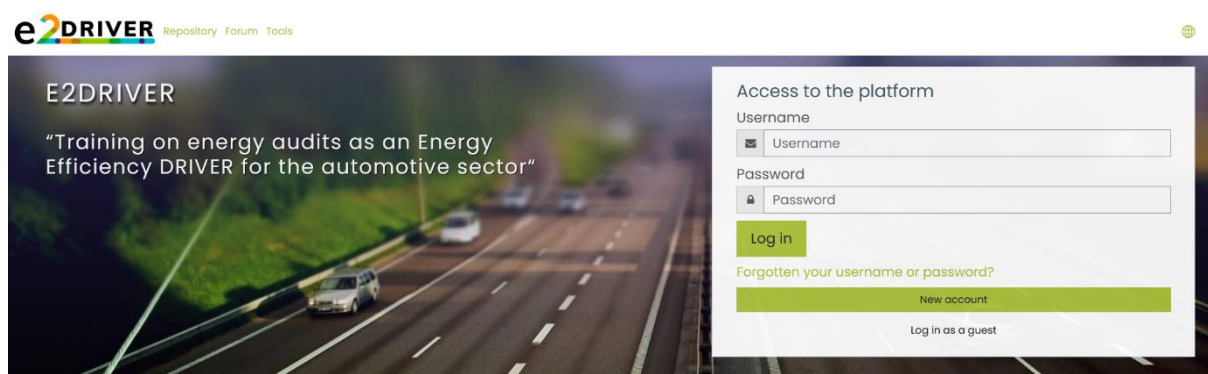 e2DRIVER Repository Forum Tools
E2DRIVER
“Training on energy audits as an Energy
Efficiency DRIVER for the automotive sector“
Access to the platform
Username
Username
Password
Password
Log in
Forgotten your username or password?
New account
Log in as a guest